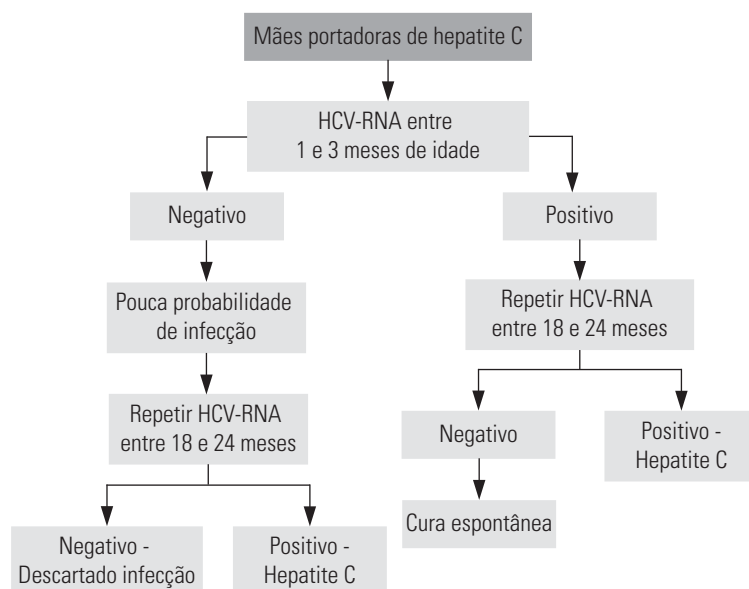 Mães portadoras de hepatite C
HCV-RNA entre
1 e 3 meses de idade
Negativo
Positivo
Pouca probabilidade
de infecção
Repetir HCV-RNA
entre 18 e 24 meses
Repetir HCV-RNA
entre 18 e 24 meses
Negativo
Positivo -
Hepatite C
Cura espontânea
Negativo -
Descartado infecção
Positivo -
Hepatite C